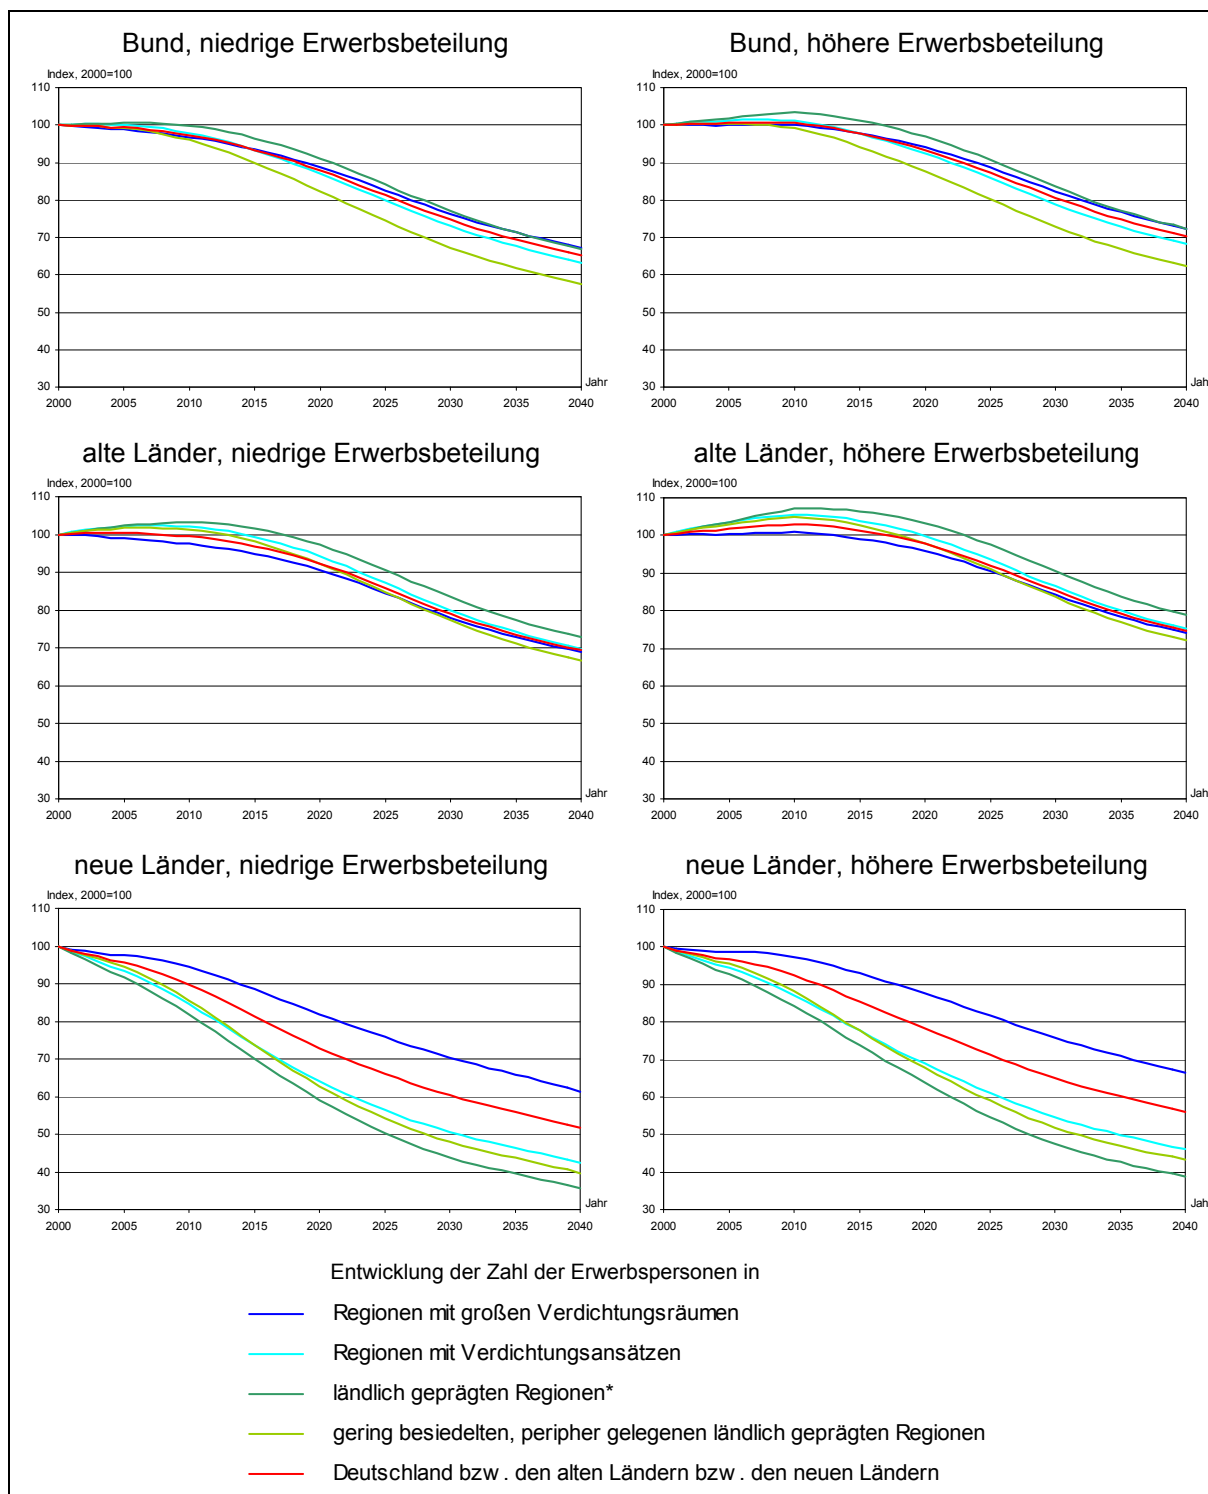 Bund, niedrige Erwerbsbeteilung
Index, 2000=100
110
100
90
80
70
60
50
40
30
Jahr
2000 2005 2010 2015 2020 2025 2030 2035 2040
Bund, höhere Erwerbsbeteilung
Index, 2000=100
110
100
90
80
70
60
50
40
30
Jahr
2000 2005 2010 2015 2020 2025 2030 2035 2040
alte Länder, niedrige Erwerbsbeteilung
Index, 2000=100
110
100
90
80
70
60
50
40
30
Jahr
2000 2005 2010 2015 2020 2025 2030 2035 2040
alte Länder, höhere Erwerbsbeteilung
Index, 2000=100
110
100
90
80
70
60
50
40
30
Jah
2000 2005 2010 2015 2020 2025 2030 2035 2040
neue Länder, niedrige Erwerbsbeteilung
Index, 2000=100
110
100
90
80
70
60
50
40
30
Jahr
2000 2005 2010 2015 2020 2025 2030 2035 2040
neue Länder, höhere Erwerbsbeteilung
Index, 2000=100
110
100
90
80
70
60
50
40
30
Jahr
2000 2005 2010 2015 2020 2025 2030 2035 2040
Entwicklung der Zahl der Erwerbspersonen in
Regionen mit großen Verdichtungsräumen
Regionen mit Verdichtungsansätzen
ländlich geprägten Regionen*
gering besiedelten, peripher gelegenen ländlich geprägten Regionen
Deutschland bzw. den alten Ländern bzw. den neuen Ländern